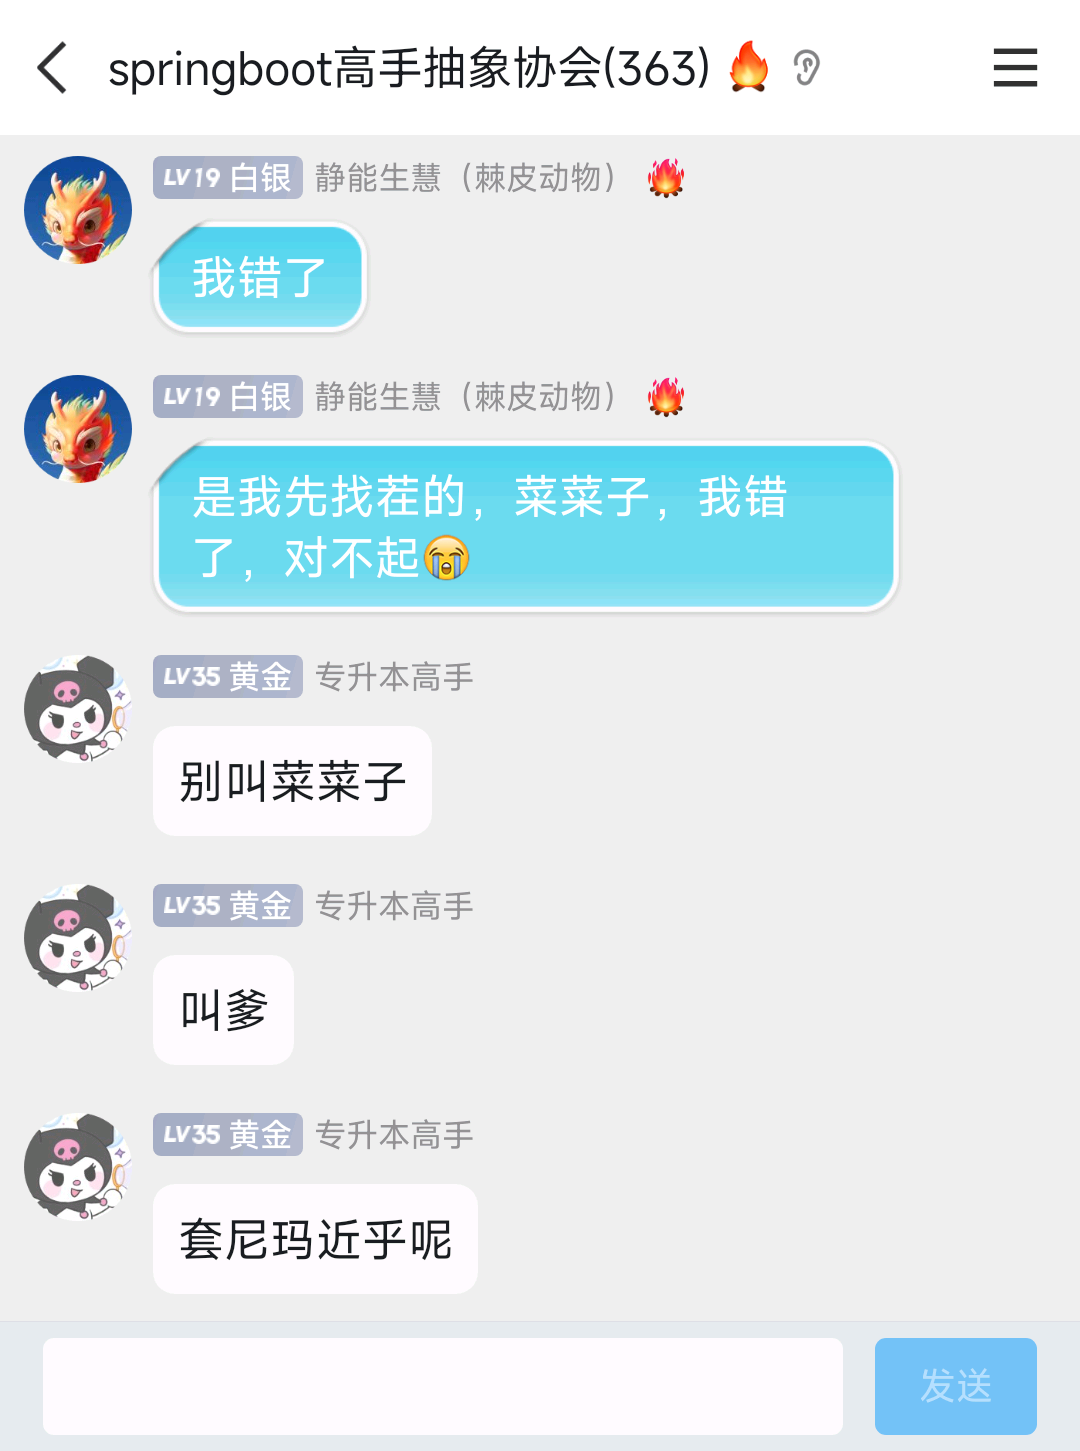 springboot高手抽象协会(363)🔥
LV19 白银 静能生慧（棘皮动物）
我错了
LV19 白银 静能生慧（棘皮动物）
是我先找茬的，菜菜子，我错
了，对不起😭
LV35 黄金 专升本高手
别叫菜菜子
LV35 黄金 专升本高手
叫爹
LV35 黄金 专升本高手
套尼玛近乎呢
发送